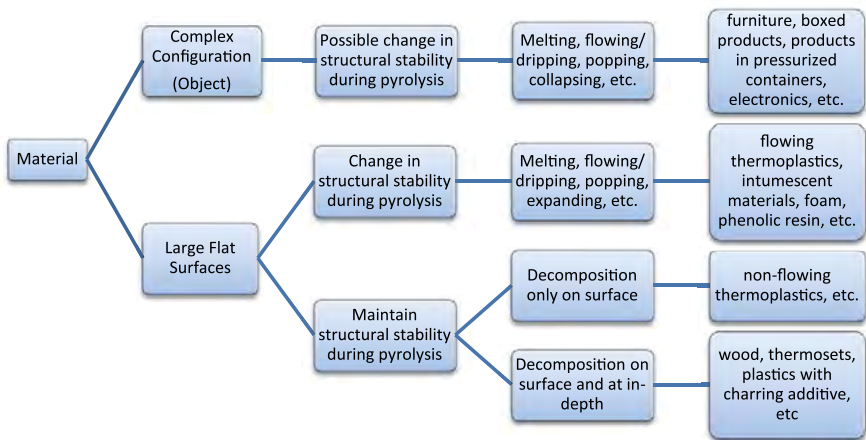 Material
Complex
Configuration
(Object)
Possible change in
structural stability
during pyrolysis
Melting, flowing/
dripping, popping,
collapsing, etc.
furniture, boxed
products, products
in pressurized
containers,
electronics, etc.
Large Flat
Surfaces
Change in
structural stability
during pyrolysis
Melting, flowing/
dripping, popping,
expanding, etc.
flowing
thermoplastics,
intumescent
materials, foam,
phenolic resin, etc.
Maintain
structural stability
during pyrolysis
Decomposition
only on surface
non-flowing
thermoplastics, etc.
Decomposition on
surface and at in-
depth
wood, thermosets,
plastics with
charring additive,
etc